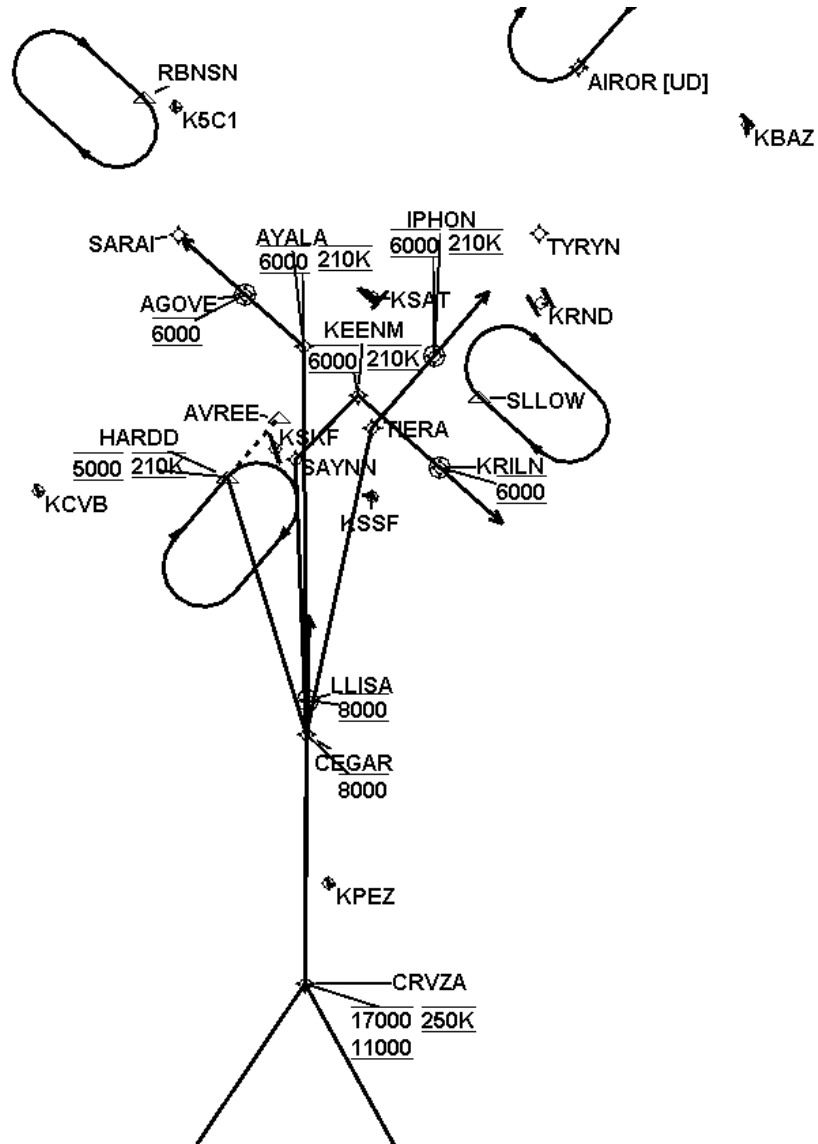 RBNSN
K5C1
AIROR [UD]
KBAZ
SARAI
AYALA
6000 210K
IPHON
6000 210K
TYRYN
AGOVE
6000
KSAT
KRND
KEENM
6000 210K
SLLOW
AVREE
TIERA
HARDD
5000 210K
KSKF
SAYNN
KRILN
6000
KCVB
KSSF
LLISA
8000
CEGAR
8000
KPEZ
CRVZA
17000 250K
11000